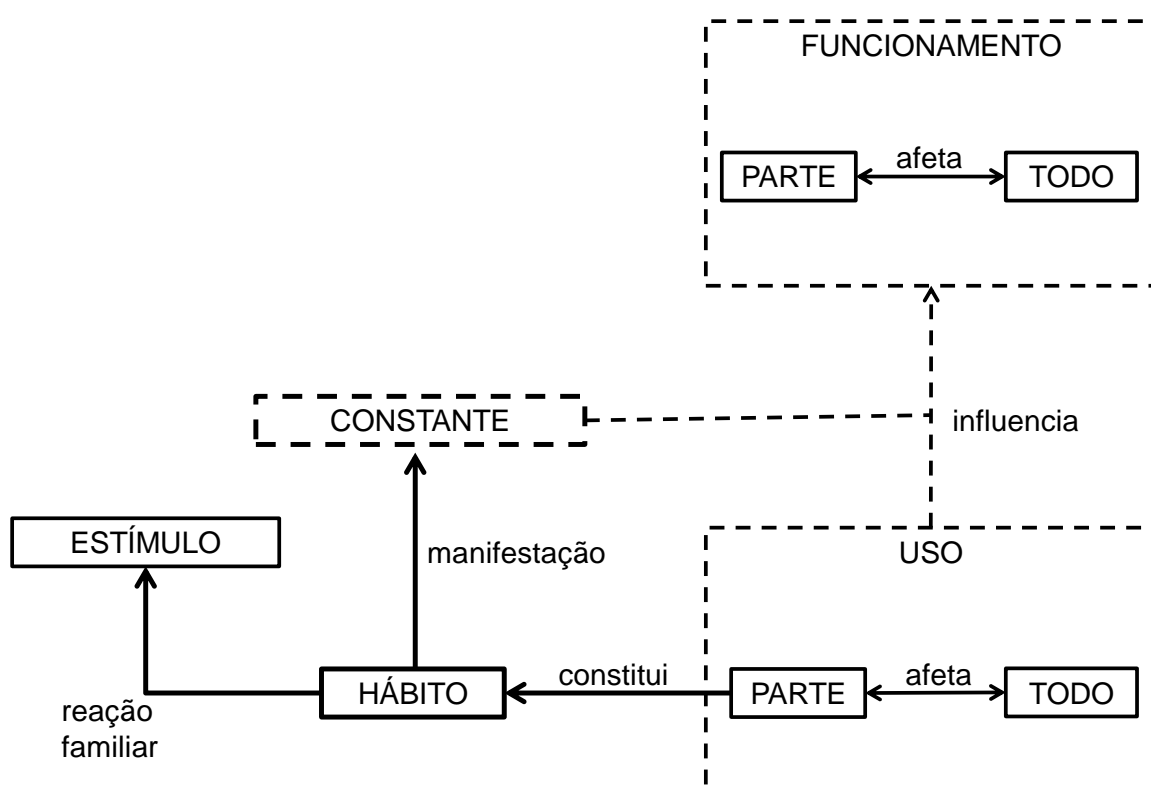 FUNCIONAMENTO
afeta
PARTE
TODO
CONSTANTE
influencia
ESTÍMULO
manifestação
USO
constitui
afeta
HÁBITO
PARTE
TODO
reação
familiar